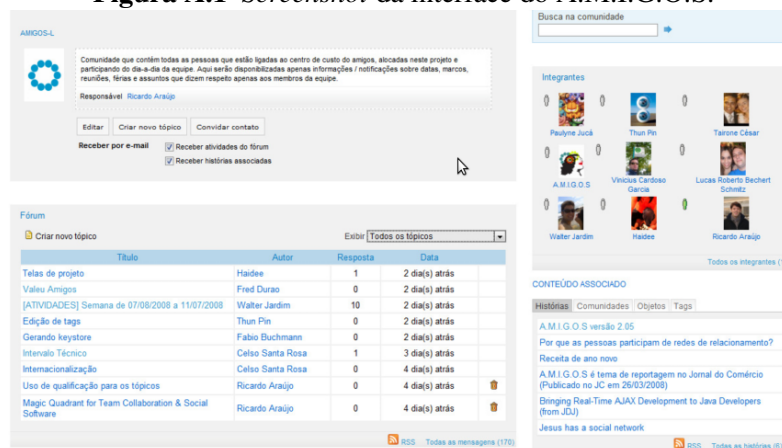 Figura A.1 Screenshot da interface do A.M.I.G.O.S.
AMIGOS-L
Comunidade que contém todas as pessoas que estão ligadas ao centro de custo do amigos, alocadas neste projeto e
participando do dia-a-dia da equipe. Aqui serão disponibilizadas apenas informações / notificações sobre datas, marcos,
reuniões, férias e assuntos que dizem respeito apenas aos membros da equipe.
Responsável Ricardo Araújo
Editar Criar novo tópico Convidar contato
Receber por e-mail Receber atividades do fórum
Receber histórias associadas
Fórum
Criar novo tópico Exibir Todos os tópicos
Título Autor Resposta Data
Telas de projeto Haidee 1 2 dia(s) atrás
Valeu Amigos Fred Durao 0 2 dia(s) atrás
[ATIVIDADES] Semana de 07/08/2008 a 11/07/2008 Walter Jardim 10 2 dia(s) atrás
Edição de tags Thun Pin 0 2 dia(s) atrás
Gerando keystore Fabio Buchmann 0 2 dia(s) atrás
Intervalo Técnico Celso Santa Rosa 1 3 dia(s) atrás
Internacionalização Celso Santa Rosa 0 4 dia(s) atrás
Uso de qualificação para os tópicos Ricardo Araújo 0 4 dia(s) atrás
Magic Quadrant for Team Collaboration & Social
Software Ricardo Araújo 0 4 dia(s) atrás
RSS Todas as mensagens (170)
Busca na comunidade
Integrantes
Paulyne Jucá Thun Pin Tairone César
A.M.I.G.O.S Vinicius Cardoso
Garcia Lucas Roberto Bechert
Schmitz
Walter Jardim Haidee Ricardo Araújo
Todos os integrantes
CONTEÚDO ASSOCIADO
Histórias Comunidades Objetos Tags
A.M.I.G.O.S versão 2.05
Por que as pessoas participam de redes de relacionamento?
Receita de ano novo
A.M.I.G.O.S é tema de reportagem no Jornal do Comércio
(Publicado no JC em 26/03/2008)
Bringing Real-Time AJAX Development to Java Developers
(from JDJ)
Jesus has a social network
RSS Todas as histórias